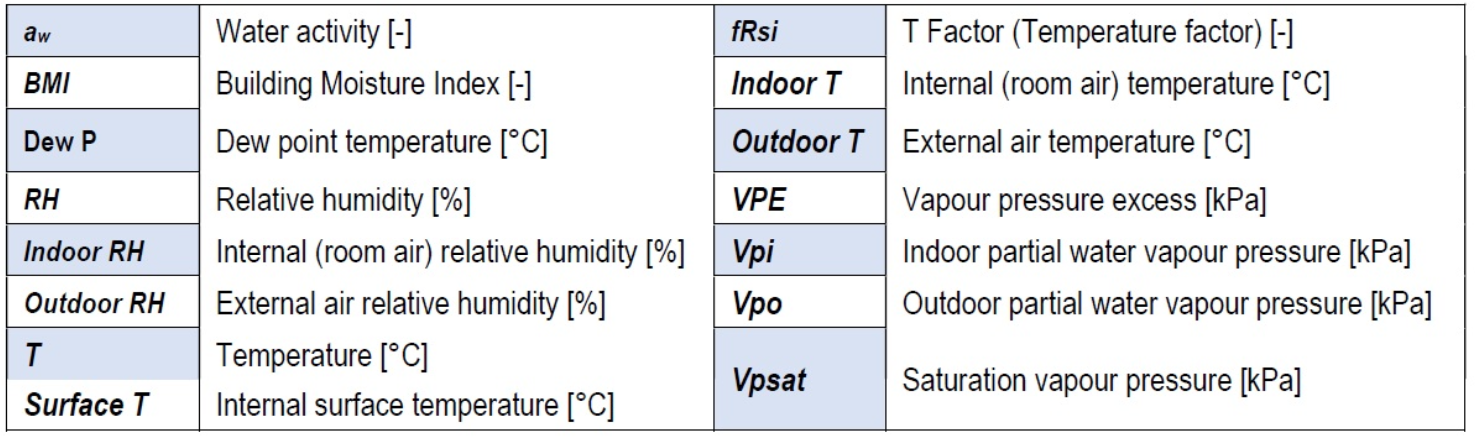 aw Water activity [-] fRsi T Factor (Temperature factor) [-]
BMI Building Moisture Index [-] Indoor T Internal (room air) temperature [°C]
Dew P Dew point temperature [°C] Outdoor T External air temperature [°C]
RH Relative humidity [%] VPE Vapour pressure excess [kPa]
Indoor RH Internal (room air) relative humidity [%] Vpi Indoor partial water vapour pressure [kPa]
Outdoor RH External air relative humidity [%] Vpo Outdoor partial water vapour pressure [kPa]
T Temperature [°C]
Vpsat Saturation vapour pressure [kPa]
Surface T Internal surface temperature [°C]